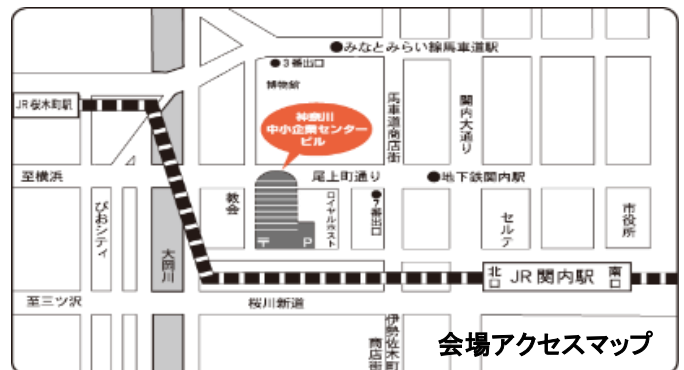 ●みなとみらい線馬車道駅
●3番出口
博物館
JR桜木町駅
神奈川
中小企業センター
ビル
馬車道商店街
関内大通り
至横浜
尾上町通り
●地下鉄関内駅
ぴおシティ
教会
ロイヤルホスト
●7番出口
セルテ
市役所
大岡川
〒
P
北口
JR関内駅
南口
至三ツ沢
桜川新道
伊勢佐木町
商店街
会場アクセスマップ